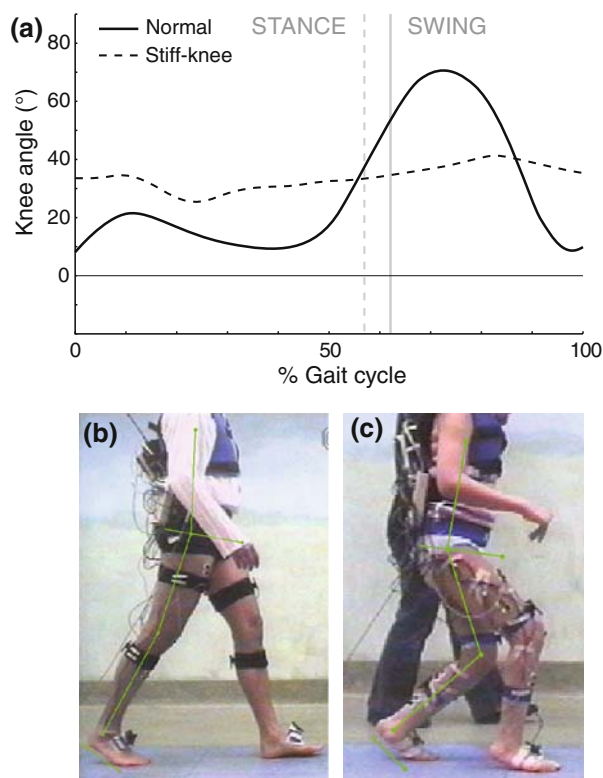 (a)
Normal
Stiff-knee
STANCE
SWING
Knee angle (°)
80
60
40
20
0
0
50
100
% Gait cycle
(b)
(c)